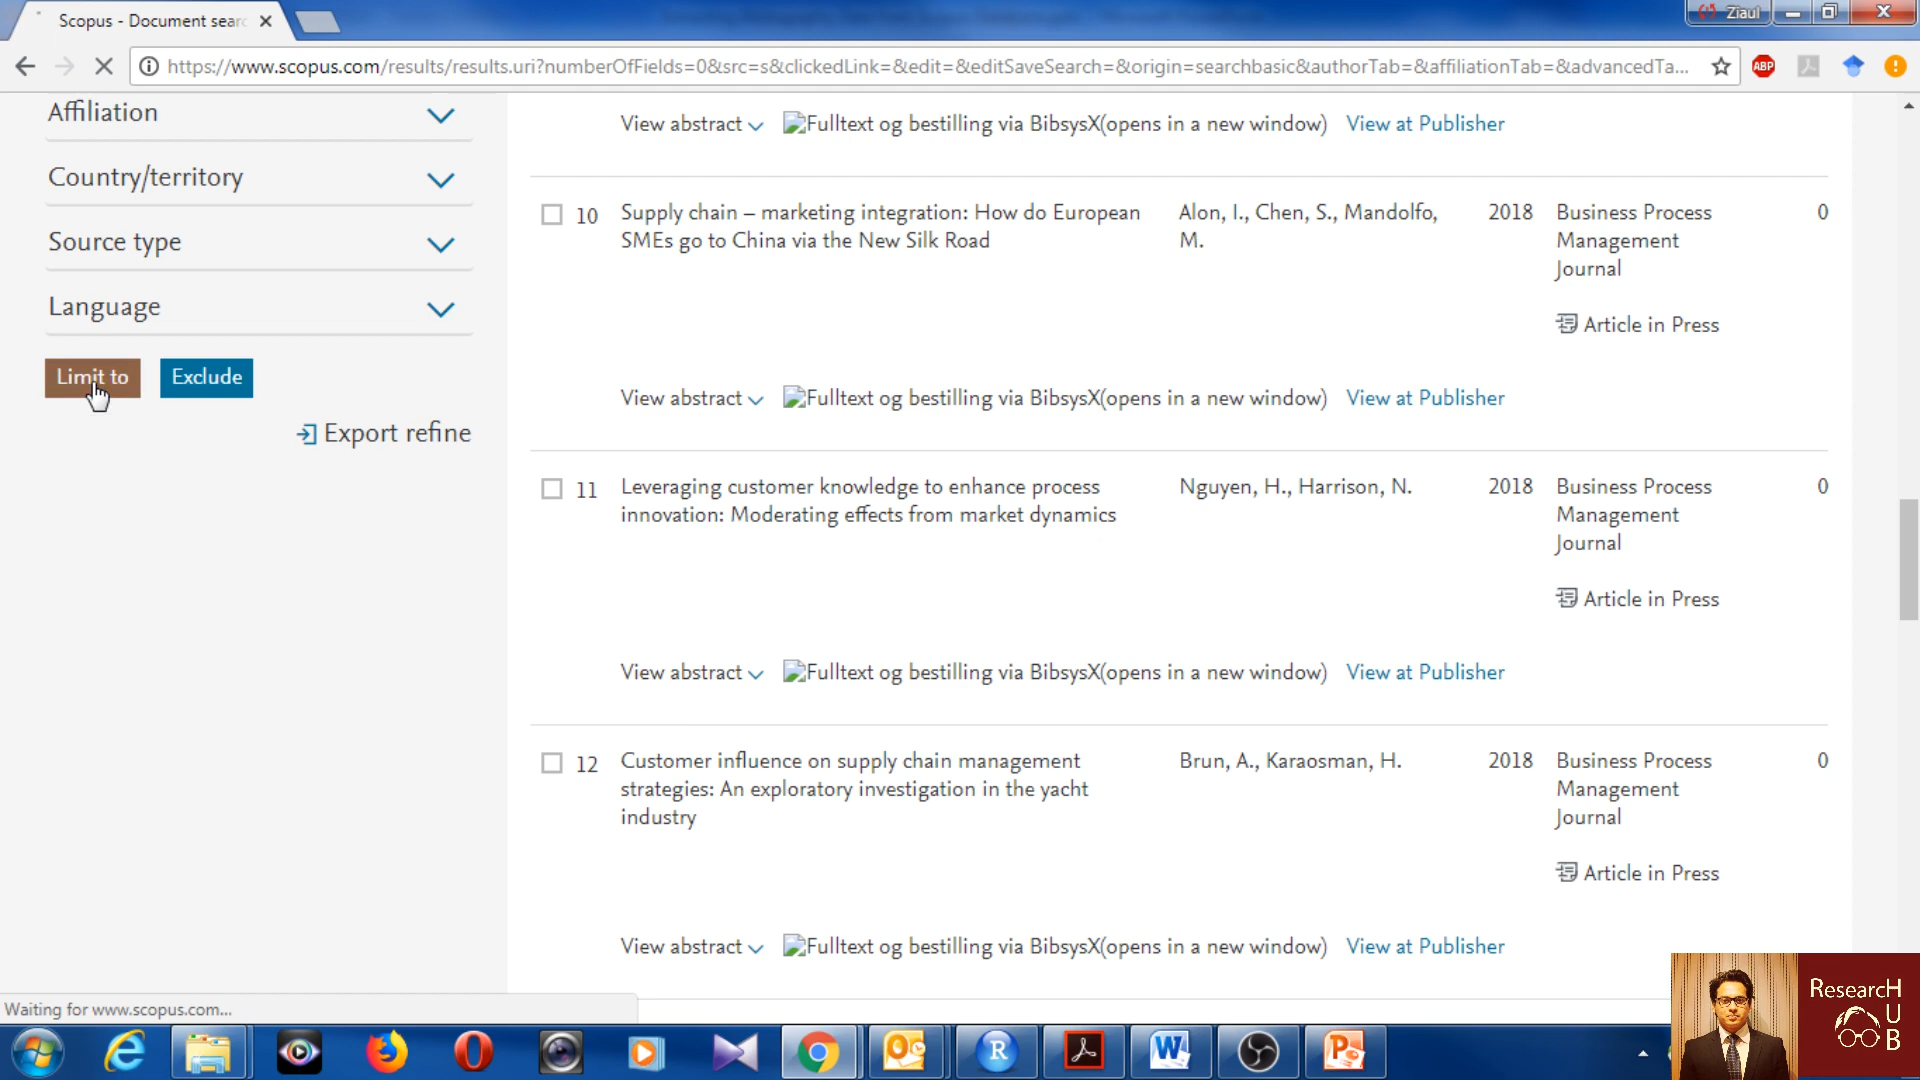 Scopus - Document sear
Ziaul
https://www.scopus.com/results/results.uri?numberOfFields=0&src=s&clickedLink=&edit=&editSaveSearch=&origin=searchbasic&authorTab=&affiliationTab=&advancedTa...
ABP
Affiliation
Country/territory
Source type
Language
Limit to
Exclude
Export refine
View abstract
Fulltext og bestilling via BibsysX(opens in a new window)
View at Publisher
10
Supply chain – marketing integration: How do European
SMEs go to China via the New Silk Road
Alon, I., Chen, S., Mandolfo,
M.
2018
Business Process
Management
Journal
0
Article in Press
View abstract
Fulltext og bestilling via BibsysX(opens in a new window)
View at Publisher
11
Leveraging customer knowledge to enhance process
innovation: Moderating effects from market dynamics
Nguyen, H., Harrison, N.
2018
Business Process
Management
Journal
0
Article in Press
View abstract
Fulltext og bestilling via BibsysX(opens in a new window)
View at Publisher
12
Customer influence on supply chain management
strategies: An exploratory investigation in the yacht
industry
Brun, A., Karaosman, H.
2018
Business Process
Management
Journal
0
Article in Press
View abstract
Fulltext og bestilling via BibsysX(opens in a new window)
View at Publisher
Waiting for www.scopus.com...
ResearcH
U
B